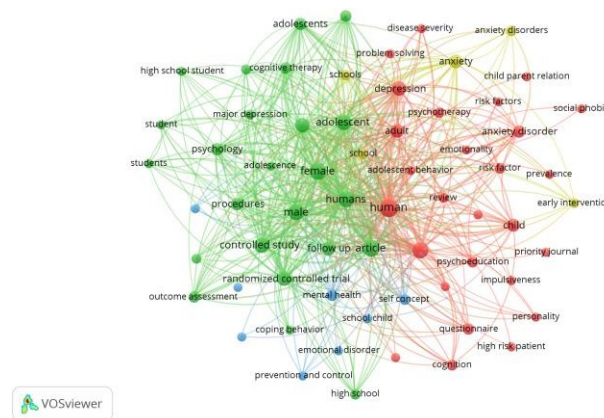 adolescents
disease severity
anxiety disorders
problem solving
anxiety
high school student
cognitive therapy
schools
child parent relation
depression
major depression
psychotherapy
risk factors
social phobi
student
adolescent
adult
anxiety disorder
psychology
school
emotionality
students
adolescence
female
adolescent behavior
risk factor
prevalence
procedures
humans
review
early interventio
male
human
child
controlled study
follow up
article
priority journal
psychoeducation
randomized controlled trial
impulsiveness
outcome assessment
mental health
self concept
school child
personality
coping behavior
questionnaire
emotional disorder
high risk patient
prevention and control
cognition
high school
VOSviewer